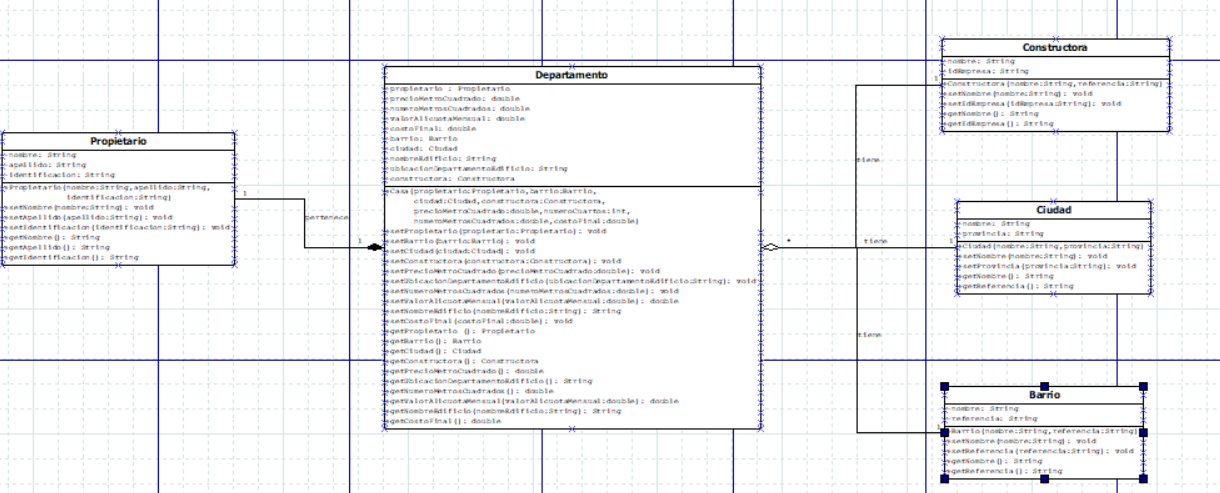 Propietario
-nombre: String
-apellido: String
-identificacion: String
+Propietario(nombre:String,apellido:String,
identificacion:String)
+setNombre(nombre:String): void
+setApellido(apellido:String): void
+setIdentificacion(identificacion:String): void
+getNombre(): String
+getApellido(): String
+getIdentificacion(): String
1
pertenece
1
Departamento
-propietario : Propietario
-precioMetroCuadrado: double
-numeroMetrosCuadrados: double
-valorAlicuotaMensual: double
-costoFinal: double
-barrio: Barrio
-ciudad: Ciudad
-nombreEdificio: String
-ubicacionDepartamentoEdificio: String
-constructora: Constructora
+Casa(propietario:Propietario,barrio:Barrio,
ciudad:Ciudad,constructora:Constructora,
precioMetroCuadrado:double,numeroCuartos:int,
numeroMetrosCuadrados:double,costoFinal:double)
+setPropietario(propietario:Propietario): void
+setBarrio(barrio:Barrio): void
+setCiudad(ciudad:Ciudad): void
+setConstructora(constructora:Constructora): void
+setPrecioMetroCuadrado(precioMetroCuadrado:double): void
+setUbicacionDepartamentoEdificio(ubicacionDepartamentoEdificio:String): void
+setNumeroMetrosCuadrados(numeroMetrosCuadrados:double): void
+setValorAlicuotaMensual(valorAlicuotaMensual:double): double
+setNombreEdificio(nombreEdificio:String): String
+setCostoFinal(costoFinal:double): void
+getPropietario (): Propietario
+getBarrio(): Barrio
+getCiudad(): Ciudad
+getConstructora(): Constructora
+getPrecioMetroCuadrado(): double
+getUbicacionDepartamentoEdificio(): String
+getNumeroMetrosCuadrados(): double
+getValorAlicuotaMensual(valorAlicuotaMensual:double): double
+getNombreEdificio(nombreEdificio:String): String
+getCostoFinal(): double
*
tiene
tiene
tiene
1
Constructora
-nombre: String
-idEmpresa: String
+Constructora(nombre:String,referencia:String)
+setNombre(nombre:String): void
+setIdEmpresa(idEmpresa:String): void
+getNombre(): String
+getIdEmpresa(): String
1
Ciudad
-nombre: String
-provincia: String
+Ciudad(nombre:String,provincia:String)
+setNombre(nombre:String): void
+setProvincia(provincia:String): void
+getNombre(): String
+getReferencia(): String
1
Barrio
-nombre: String
-referencia: String
+Barrio(nombre:String,referencia:String)
+setNombre(nombre:String): void
+setReferencia(referencia:String): void
+getNombre(): String
+getReferencia(): String